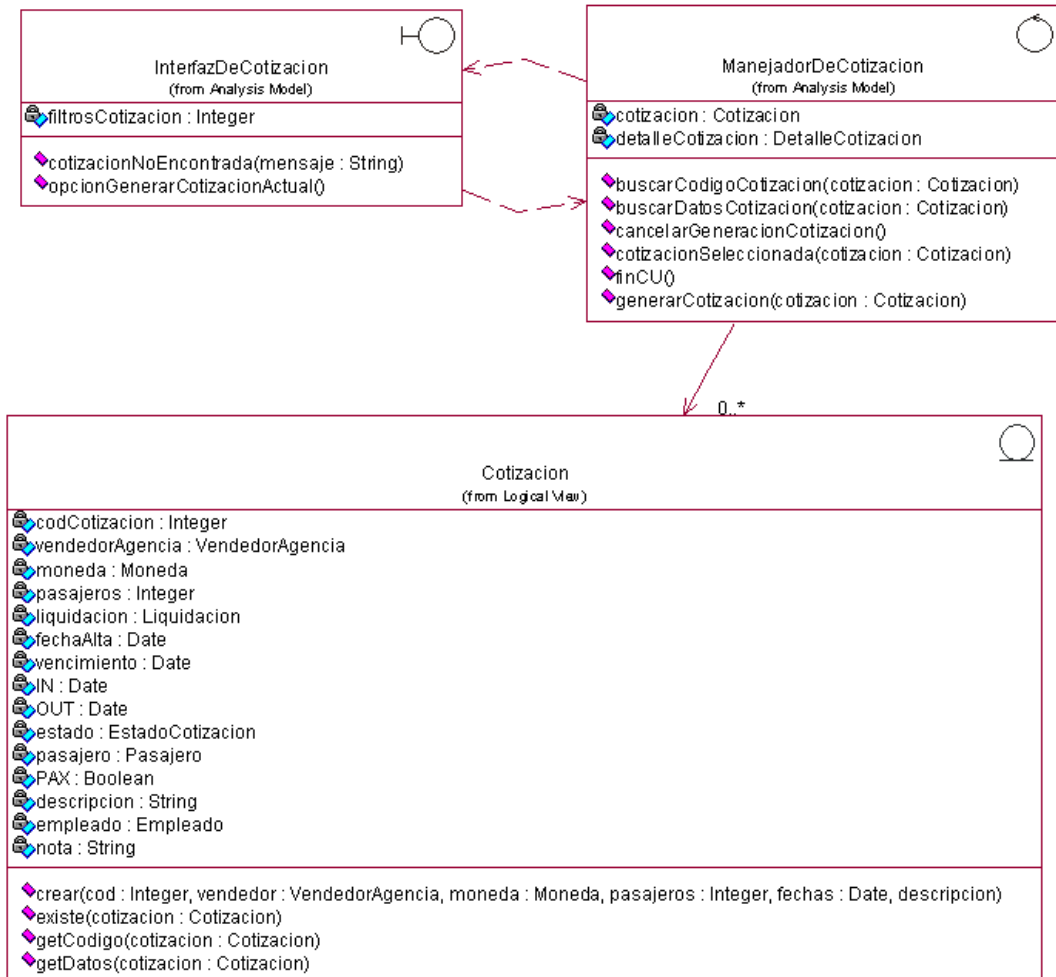 InterfazDeCotizacion
(from Analysis Model)
filtrosCotizacion : Integer
cotizacionNoEncontrada(mensaje : String)
opcionGenerarCotizacionActual()
ManejadorDeCotizacion
(from Analysis Model)
cotizacion : Cotizacion
detalleCotizacion : DetalleCotizacion
buscarCodigoCotizacion(cotizacion : Cotizacion)
buscarDatosCotizacion(cotizacion : Cotizacion)
cancelarGeneracionCotizacion()
cotizacionSeleccionada(cotizacion : Cotizacion)
finCU()
generarCotizacion(cotizacion : Cotizacion)
0..*
Cotizacion
(from Logical View)
codCotizacion : Integer
vendedorAgencia : VendedorAgencia
moneda : Moneda
pasajeros : Integer
liquidacion : Liquidacion
fechaAlta : Date
vencimiento : Date
IN : Date
OUT : Date
estado : EstadoCotizacion
pasajero : Pasajero
PAX : Boolean
descripcion : String
empleado : Empleado
nota : String
crear(cod : Integer, vendedor : VendedorAgencia, moneda : Moneda, pasajeros : Integer, fechas : Date, descripcion)
existe(cotizacion : Cotizacion)
getCodigo(cotizacion : Cotizacion)
getDatos(cotizacion : Cotizacion)